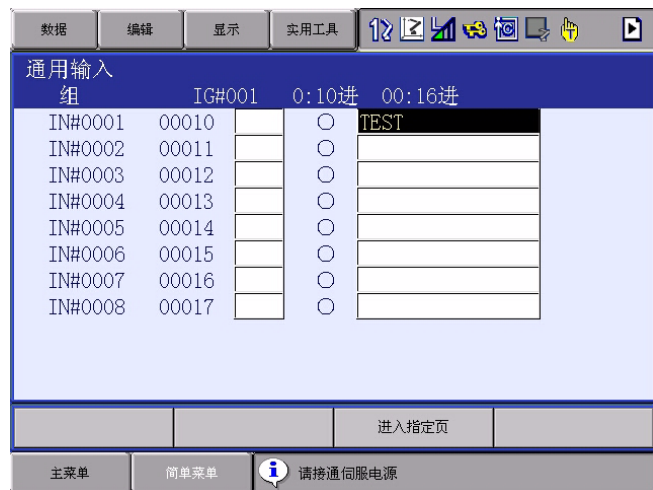 数据 编辑 显示 实用工具
通用输入
组 IG#001 0:10进 00:16进
IN#0001 00010 TEST
IN#0002 00011
IN#0003 00012
IN#0004 00013
IN#0005 00014
IN#0006 00015
IN#0007 00016
IN#0008 00017
进入指定页
主菜单 简单菜单 请接通伺服电源